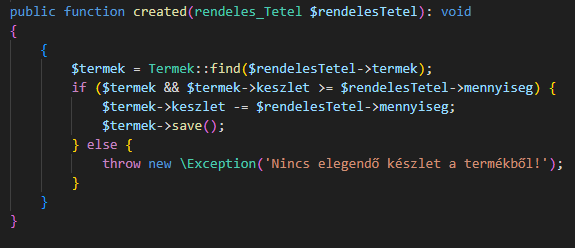 public function created(rendeles_Tetel $rendelesTetel): void
{
    {
        $termek = Termek::find($rendelesTetel->termek);
        if ($termek && $termek->keszlet >= $rendelesTetel->mennyiseg) {
            $termek->keszlet -= $rendelesTetel->mennyiseg;
            $termek->save();
        } else {
            throw new \Exception('Nincs elegendő készlet a termékből!');
        }
    }
}